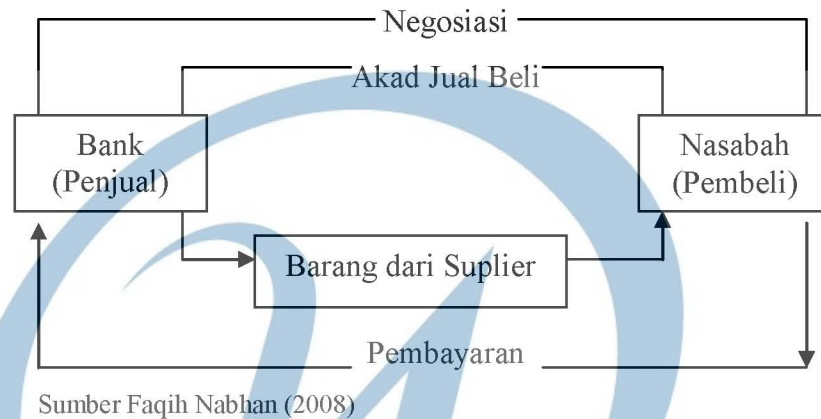 Negosiasi
Akad Jual Beli
Bank
(Penjual)
Nasabah
(Pembeli)
Barang dari Suplier
Pembayaran
Sumber Faqih Nabhan (2008)